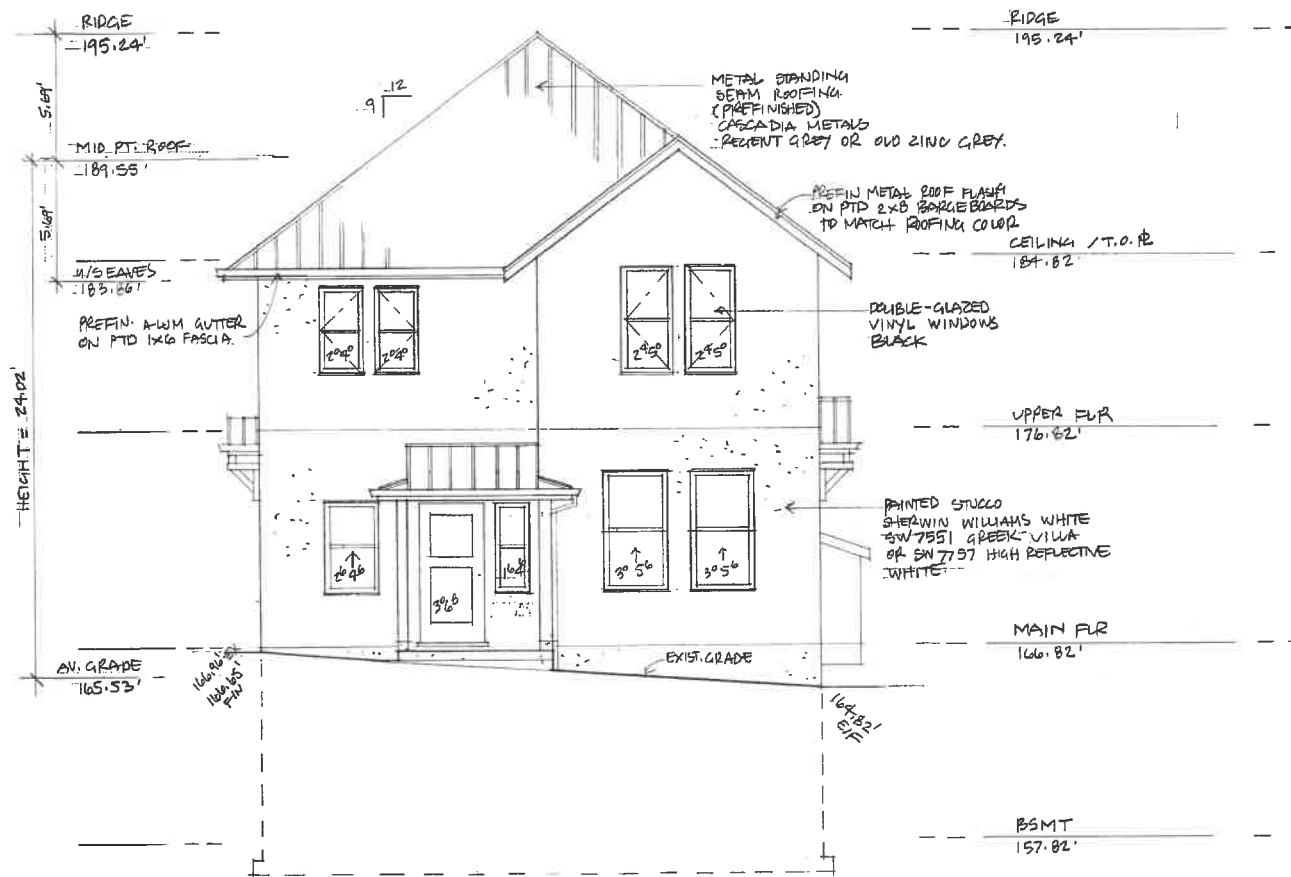 RIDGE
195.24'
RIDGE
195.24'
12
9
METAL STANDING
SEAM ROOFING
(PREFINISHED)
CASCADIA METALS
REGENT GREY OR OLD ZINC GREY.
5.69'
MID PT. ROOF
189.55'
5.69'
PREFIN METAL ROOF FLASH'
ON PTD 2x8 BARGEBOARDS
TO MATCH ROOFING COLOR
CEILING / T.O. PL
184.82'
U/S EAVES
183.86'
PREFIN. ALUM GUTTER
ON PTD 1x6 FASCIA.
DOUBLE-GLAZED
VINYL WINDOWS
BLACK
2⁰4⁰
2⁰4⁰
2⁴5⁰
2⁴5⁰
HEIGHT = 24.02'
UPPER FLR
176.82'
PAINTED STUCCO
SHERWIN WILLIAMS WHITE
SW7551 GREEK VILLA
OR SW 7757 HIGH REFLECTIVE
WHITE
2⁶4⁶
3⁰6⁸
3⁰5⁶
3⁰5⁶
MAIN FLR
166.82'
EXIST. GRADE
AV. GRADE
165.53'
166.96' E
166.65'
FIN
164.82'
E/F
BSMT
157.82'